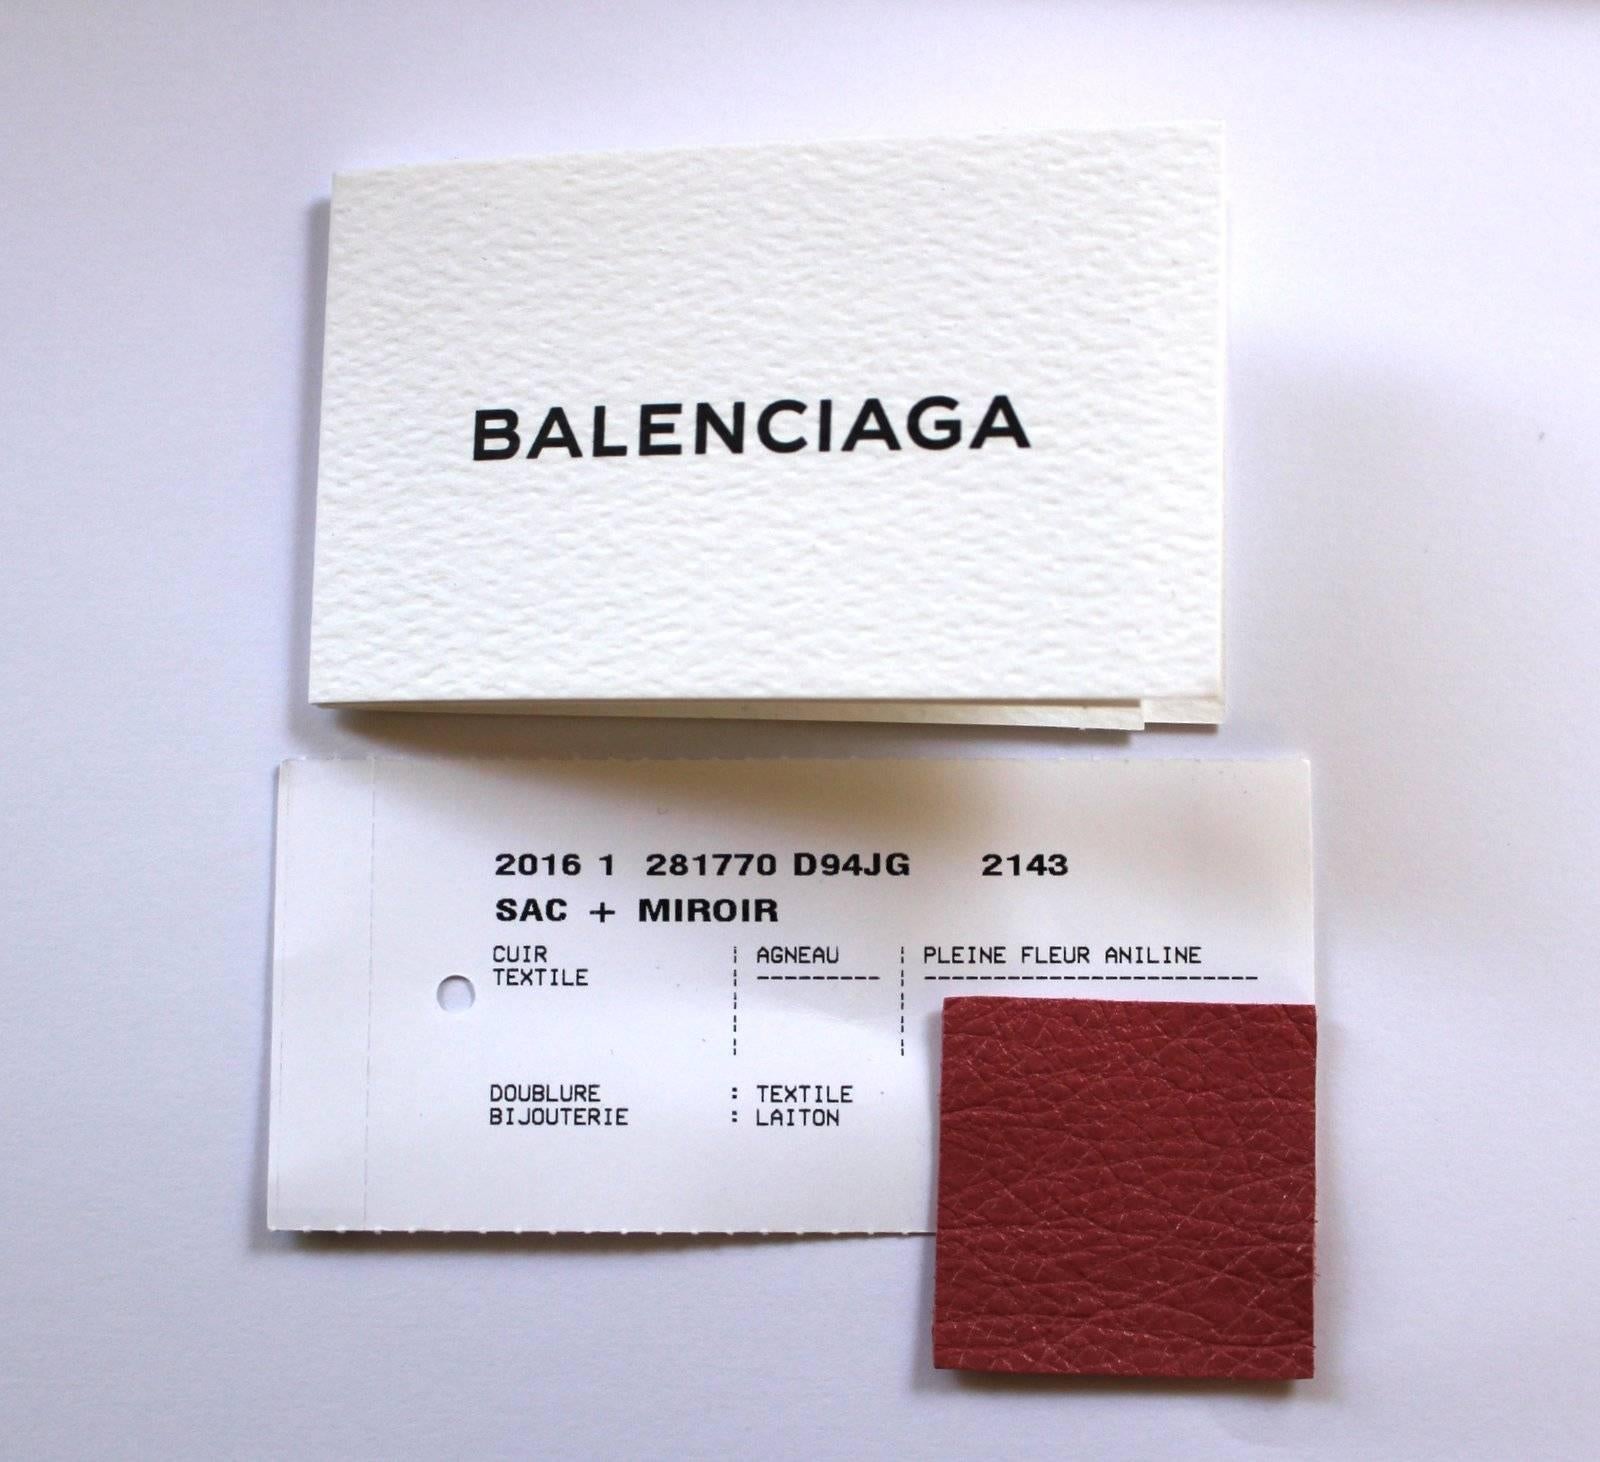 BALENCIAGA
2016 1 281770 D94JG 2143
SAC + MIROIR
CUIR ¦ AGNEAU ¦ PLEINE FLEUR ANILINE
TEXTILE ¦ --------- ¦ ------------------------
DOUBLURE : TEXTILE
BIJOUTERIE : LAITON